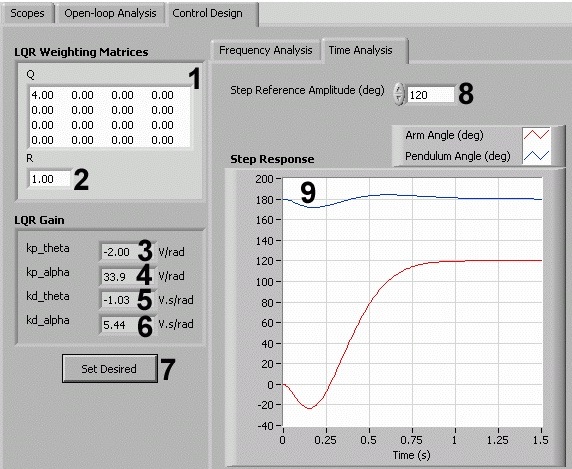 Scopes Open-loop Analysis Control Design
LQR Weighting Matrices
Q
1
4.00 0.00 0.00 0.00
0.00 0.00 0.00 0.00
0.00 0.00 0.00 0.00
0.00 0.00 0.00 0.00
R
1.00 2
LQR Gain
kp_theta -2.00 3 V/rad
kp_alpha 33.9 4 V/rad
kd_theta -1.03 5 V.s/rad
kd_alpha 5.44 6 V.s/rad
Set Desired 7
Frequency Analysis Time Analysis
Step Reference Amplitude (deg) 120 8
Arm Angle (deg)
Pendulum Angle (deg)
Step Response
9
200
180
160
140
120
100
80
60
40
20
0
-20
-40
0 0.25 0.5 0.75 1 1.25 1.5
Time (s)